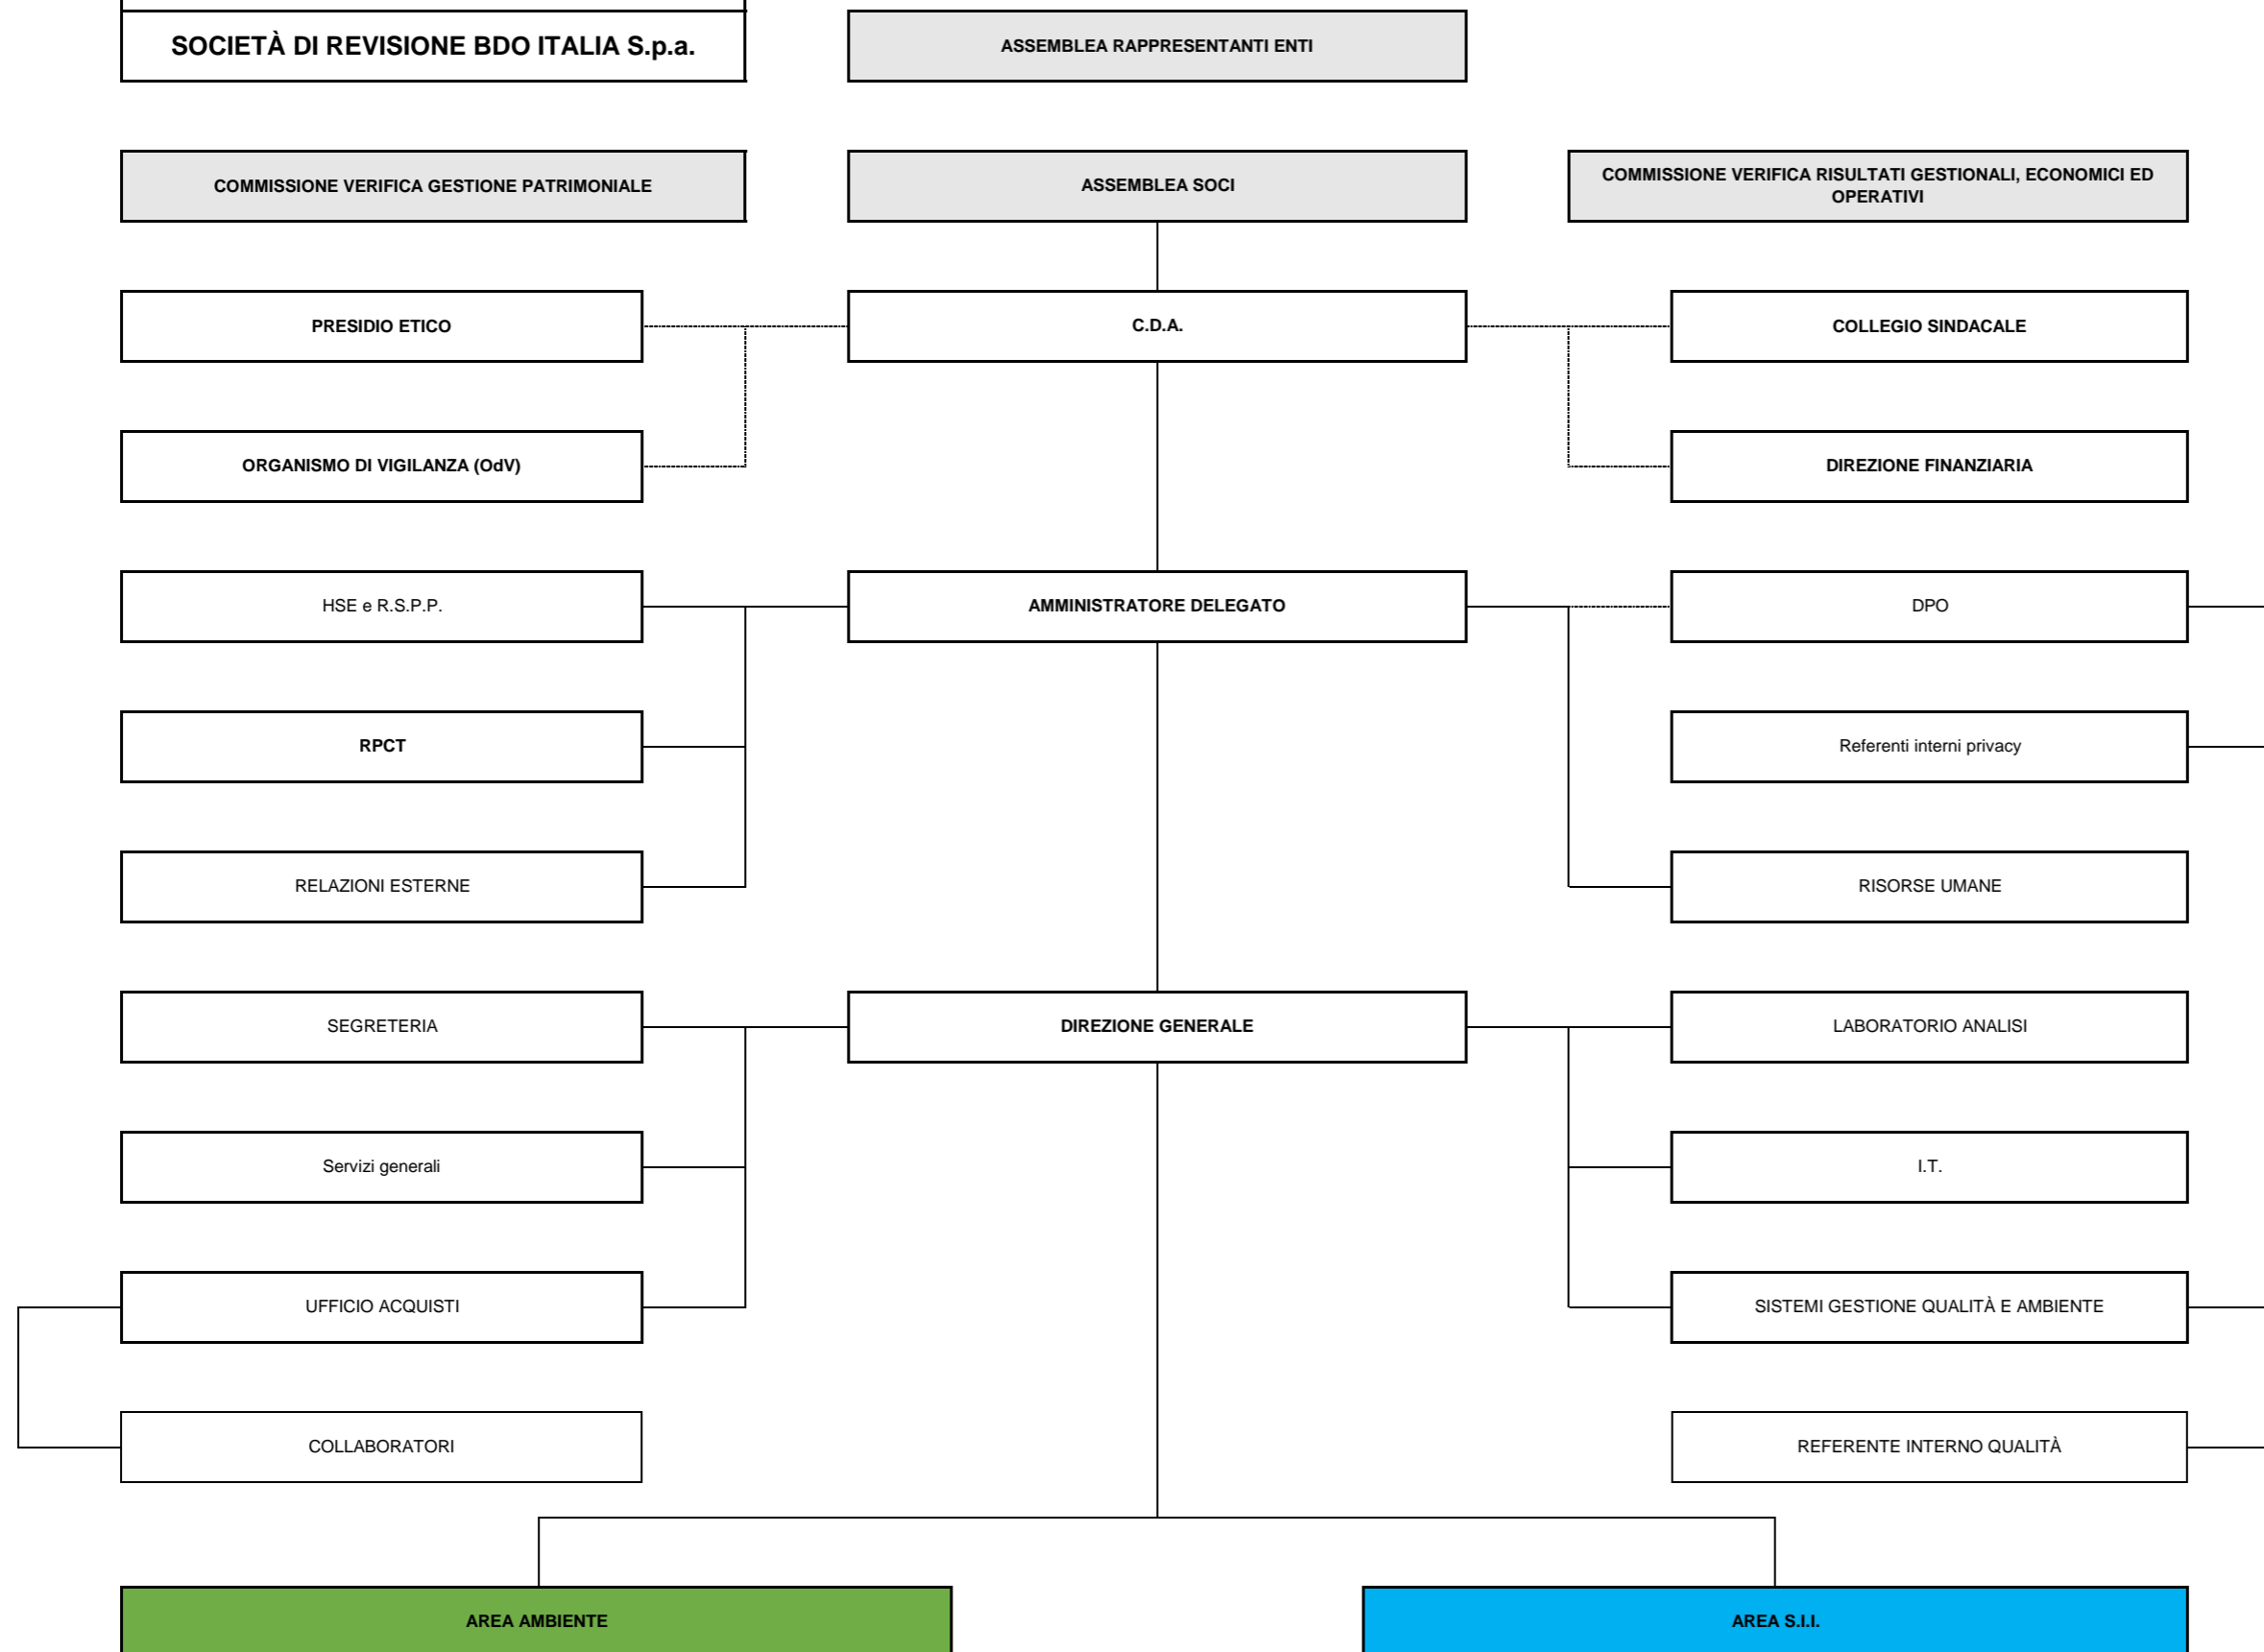 SOCIETÀ DI REVISIONE BDO ITALIA S.p.a.
ASSEMBLEA RAPPRESENTANTI ENTI
COMMISSIONE VERIFICA GESTIONE PATRIMONIALE
ASSEMBLEA SOCI
COMMISSIONE VERIFICA RISULTATI GESTIONALI, ECONOMICI ED
OPERATIVI
PRESIDIO ETICO
C.D.A.
COLLEGIO SINDACALE
ORGANISMO DI VIGILANZA (OdV)
DIREZIONE FINANZIARIA
HSE e R.S.P.P.
AMMINISTRATORE DELEGATO
DPO
RPCT
Referenti interni privacy
RELAZIONI ESTERNE
RISORSE UMANE
SEGRETERIA
DIREZIONE GENERALE
LABORATORIO ANALISI
Servizi generali
I.T.
UFFICIO ACQUISTI
SISTEMI GESTIONE QUALITÀ E AMBIENTE
COLLABORATORI
REFERENTE INTERNO QUALITÀ
AREA AMBIENTE
AREA S.I.I.